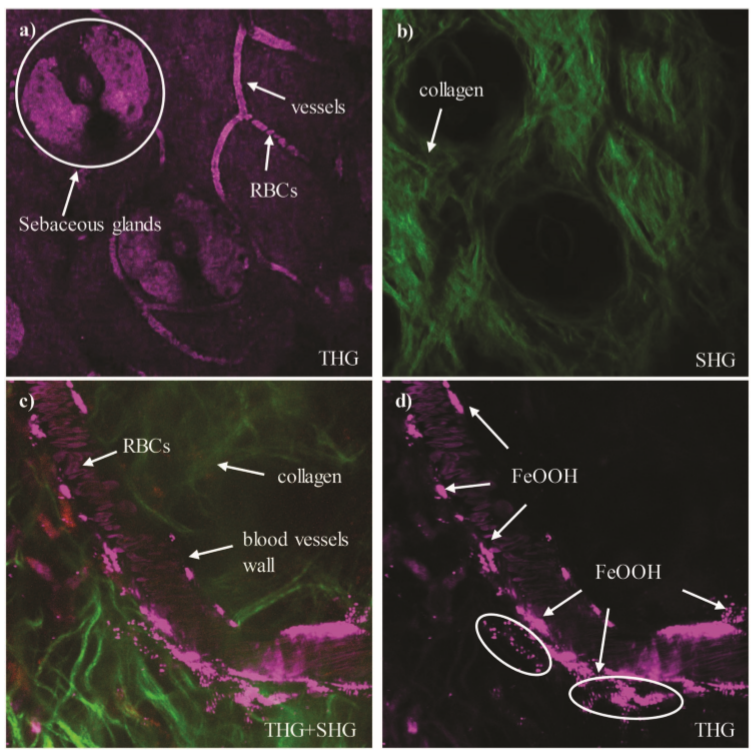 a)
vessels
RBCs
Sebaceous glands
THG
b)
collagen
SHG
c)
RBCs
collagen
blood vessels
wall
THG+SHG
d)
FeOOH
FeOOH
THG